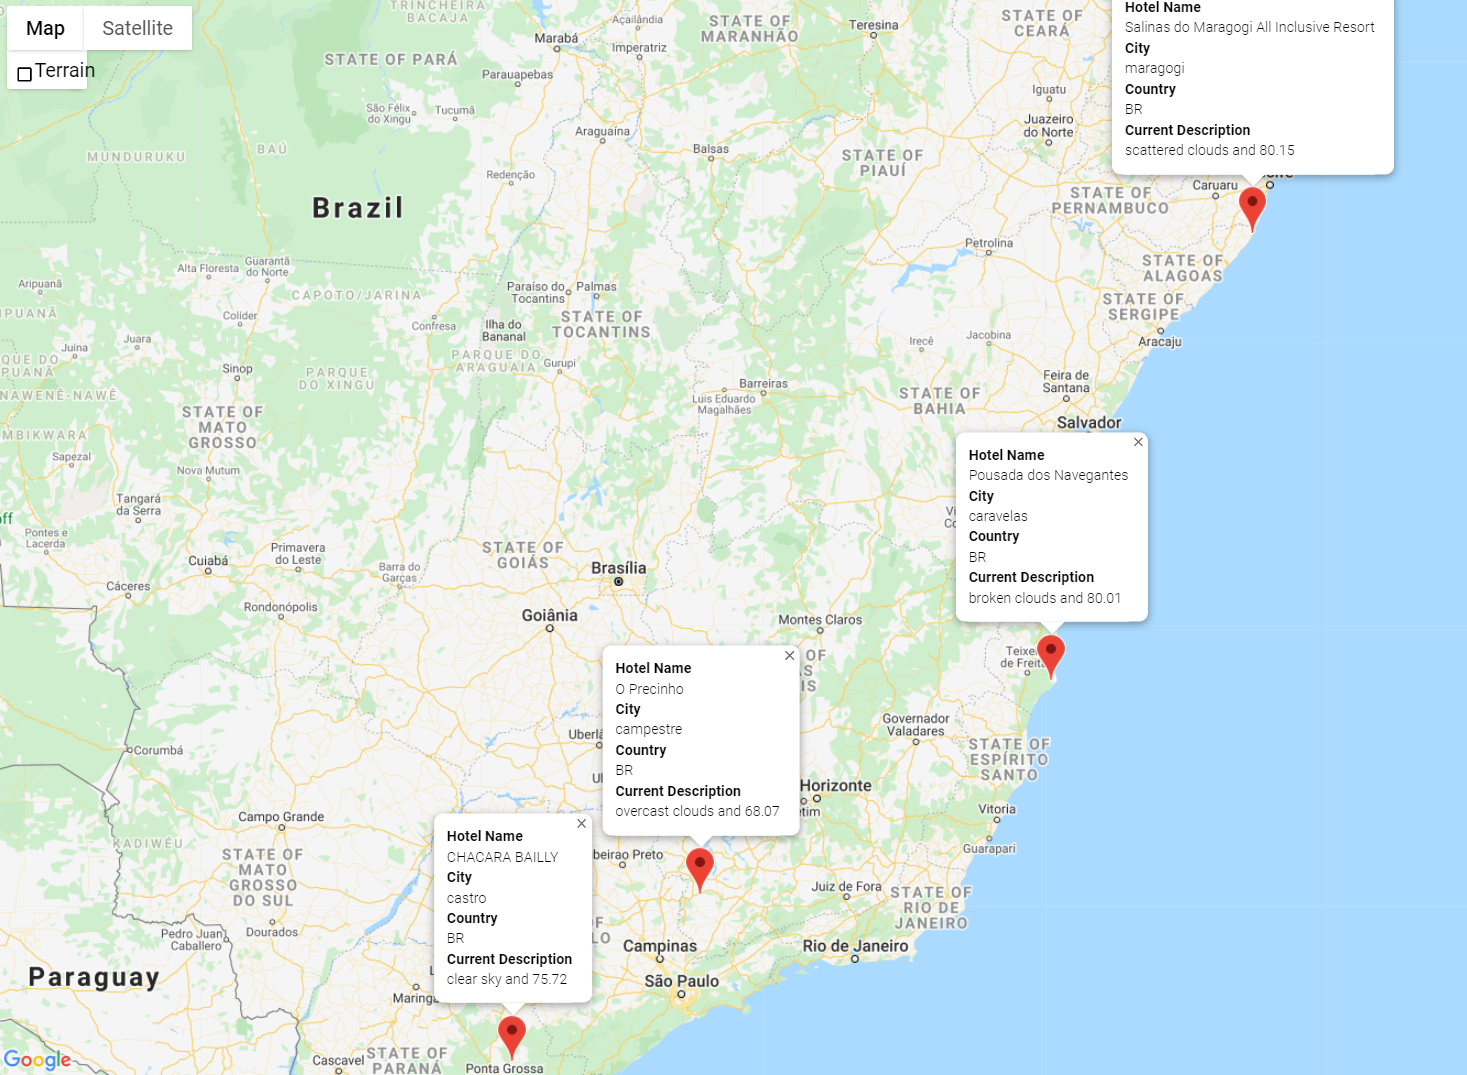 Map
Satellite
Terrain
TRINCHEIRA
BACAJA
Açailândia
STATE OF
MARANHÃO
Teresina
STATE OF
CEARÁ
Marabá
Imperatriz
STATE OF PARÁ
Parauapebas
Iguatu
São Félix
do Xingu
Tucumã
Juazeiro
do Norte
Araguaína
MUNDURUKU
BAÚ
Balsas
STATE OF
PIAUÍ
Redenção
Caruaru
STATE OF
PERNAMBUCO
Brazil
Petrolina
Alta Floresta
Guarantã
do Norte
STATE OF
ALAGOAS
Aripuanã
CAPOTO/JARINA
Paraíso do
Tocantins
Palmas
STATE OF
SERGIPE
Colíder
Confresa
Ilha do
Bananal
STATE OF
TOCANTINS
Juína
Juara
Jacobina
Irecê
Aracaju
PARQUE DO
ARAGUAIA
Gurupi
Sinop
PARQUE
DO XINGU
Feira de
Santana
Barreiras
Luis Eduardo
Magalhães
STATE OF
BAHIA
NAWENÊ-NAWÊ
STATE OF
MATO
GROSSO
Salvador
MBIKWARA
Sapezal
Nova Mutum
Tangará
da Serra
Pontes e
Lacerda
Cuiabá
Primavera
do Leste
STATE OF
GOIÁS
Barra do
Garças
Brasília
Cáceres
Rondonópolis
Goiânia
Montes Claros
Teixei
de Freita
Governador
Valadares
Corumbá
Uberlâ
STATE OF
ESPÍRITO
SANTO
Horizonte
tim
Vitoria
Guarapari
Campo Grande
KADIWÉU
STATE OF
MATO
GROSSO
DO SUL
beirao Preto
Juiz de Fora
STATE OF
RIO DE
JANEIRO
Pedro Juan
Caballero
Dourados
Campinas
Rio de Janeiro
Paraguay
São Paulo
Maringa
Cascavel
STATE OF
PARANÁ
Ponta Grossa
Google
Hotel Name
Salinas do Maragogi All Inclusive Resort
City
maragogi
Country
BR
Current Description
scattered clouds and 80.15
Hotel Name
Pousada dos Navegantes
City
caravelas
Country
BR
Current Description
broken clouds and 80.01
Hotel Name
O Precinho
City
campestre
Country
BR
Current Description
overcast clouds and 68.07
Hotel Name
CHACARA BAILLY
City
castro
Country
BR
Current Description
clear sky and 75.72